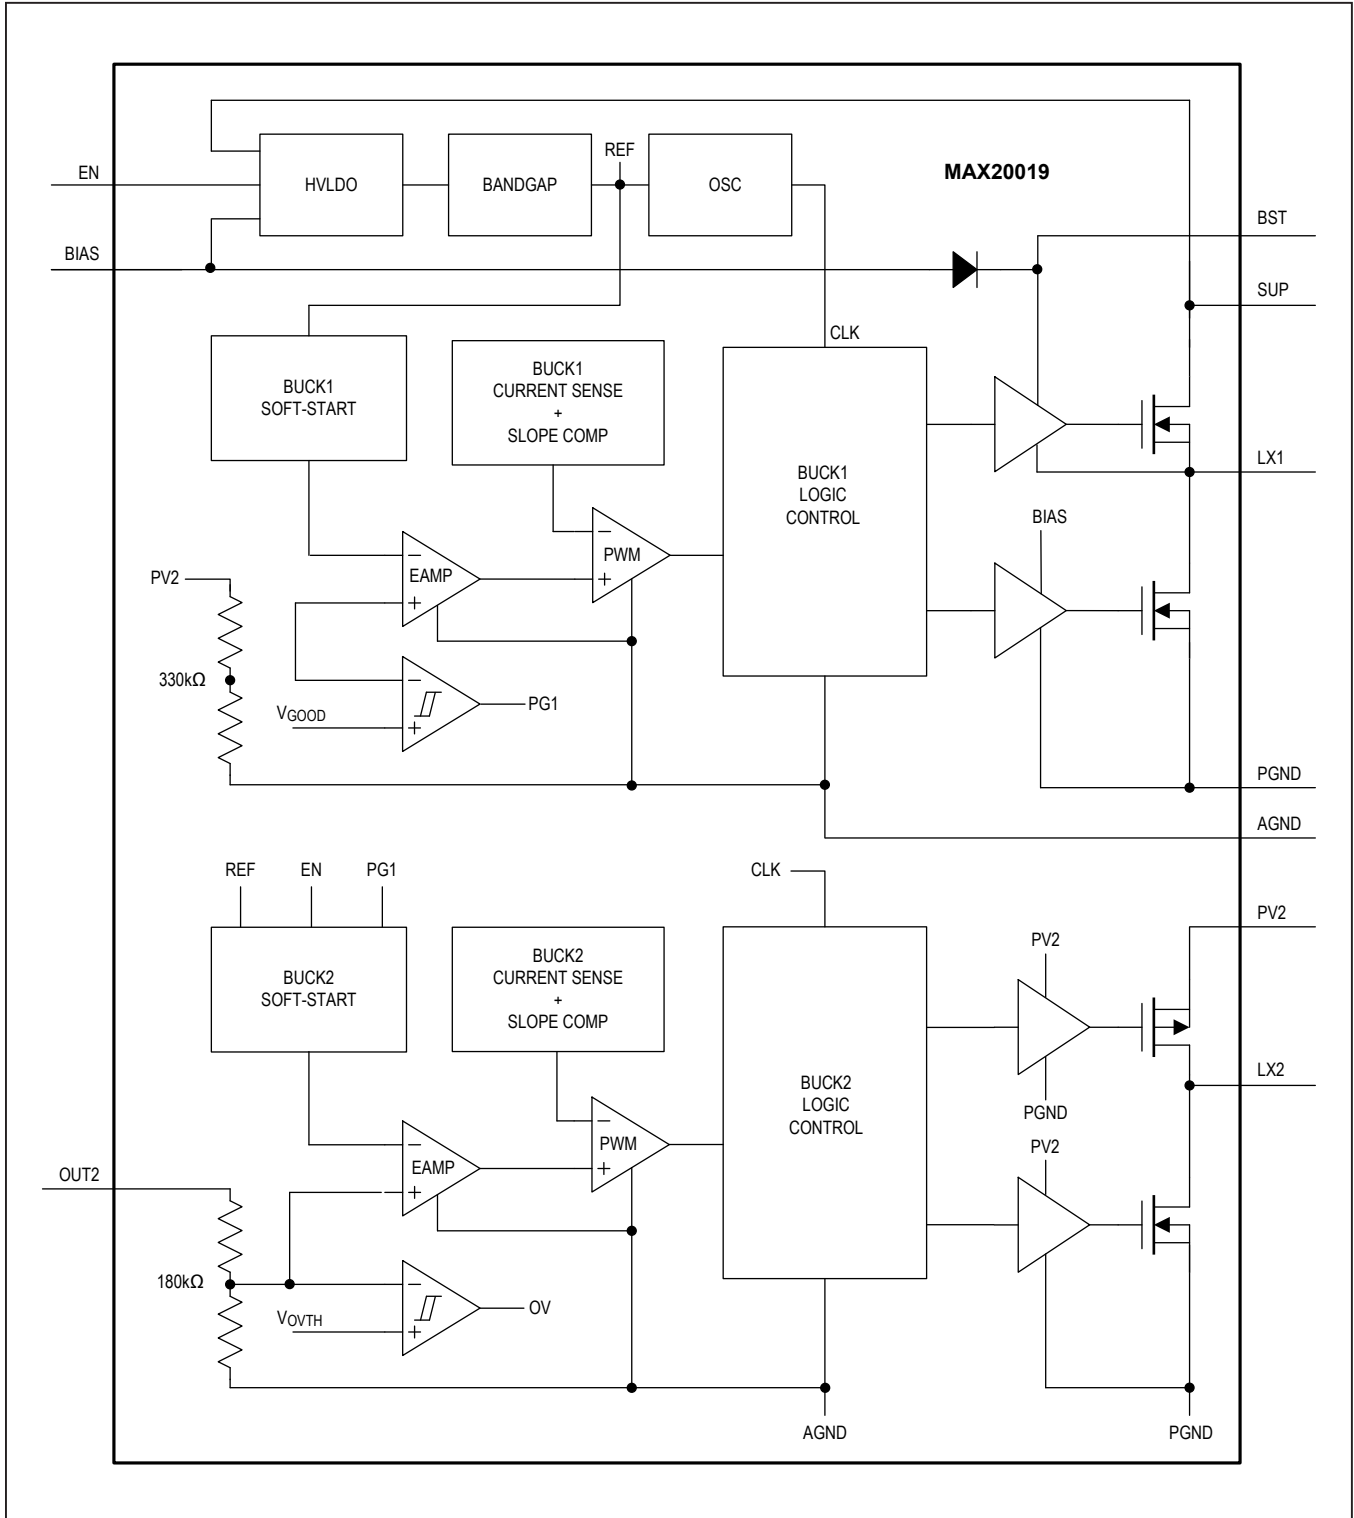 MAX20019
EN
HVLDO
BANDGAP
REF
OSC
BST
BIAS
SUP
CLK
BUCK1
SOFT-START
BUCK1
CURRENT SENSE
+
SLOPE COMP
BUCK1
LOGIC
CONTROL
LX1
BIAS
−
EAMP
+
−
PWM
+
PV2
330kΩ
VGOOD
−
+
PG1
PGND
AGND
REF
EN
PG1
CLK
PV2
BUCK2
SOFT-START
BUCK2
CURRENT SENSE
+
SLOPE COMP
PV2
BUCK2
LOGIC
CONTROL
LX2
PGND
−
EAMP
+
−
PWM
+
PV2
OUT2
180kΩ
VOVTH
−
+
OV
AGND
PGND